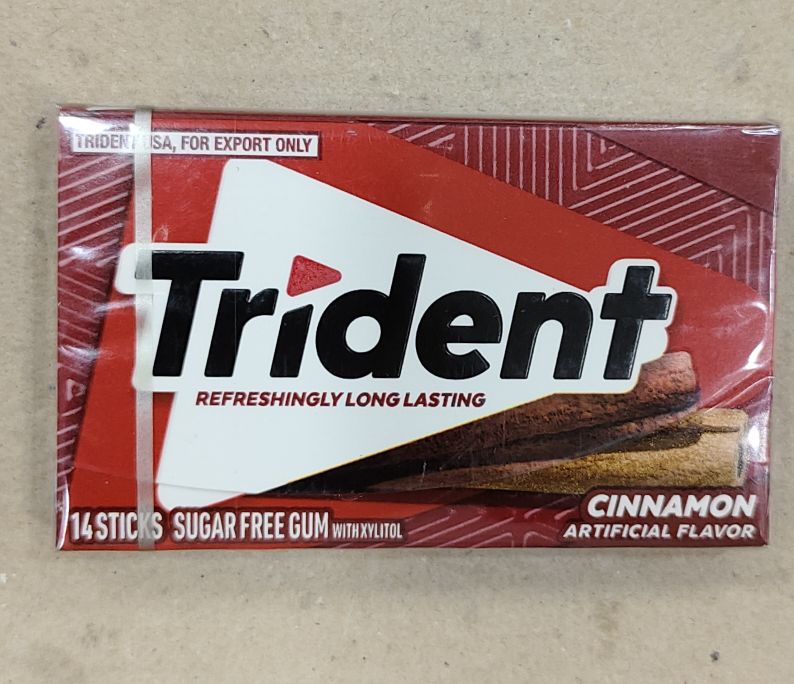 TRIDENT USA, FOR EXPORT ONLY
Trident
REFRESHINGLY LONG LASTING
CINNAMON
ARTIFICIAL FLAVOR
14 STICKS SUGAR FREE GUM WITH XYLITOL